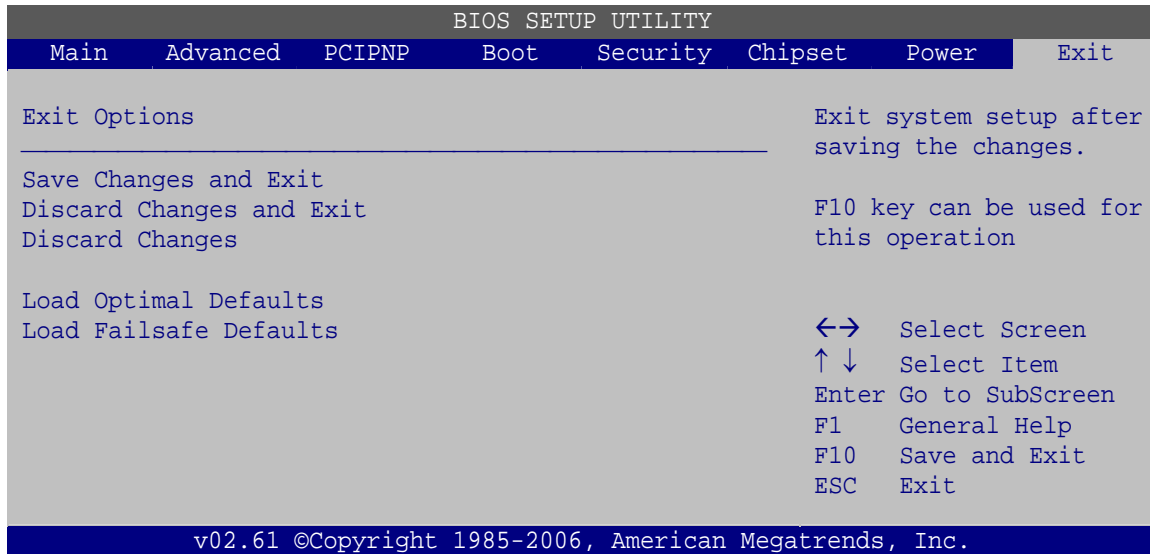 BIOS SETUP UTILITY
Main Advanced PCIPNP Boot Security Chipset Power Exit
Exit Options
Save Changes and Exit
Discard Changes and Exit
Discard Changes
Load Optimal Defaults
Load Failsafe Defaults
Exit system setup after
saving the changes.
F10 key can be used for
this operation
←→ Select Screen
↑ ↓ Select Item
Enter Go to SubScreen
F1 General Help
F10 Save and Exit
ESC Exit
v02.61 ©Copyright 1985-2006, American Megatrends, Inc.